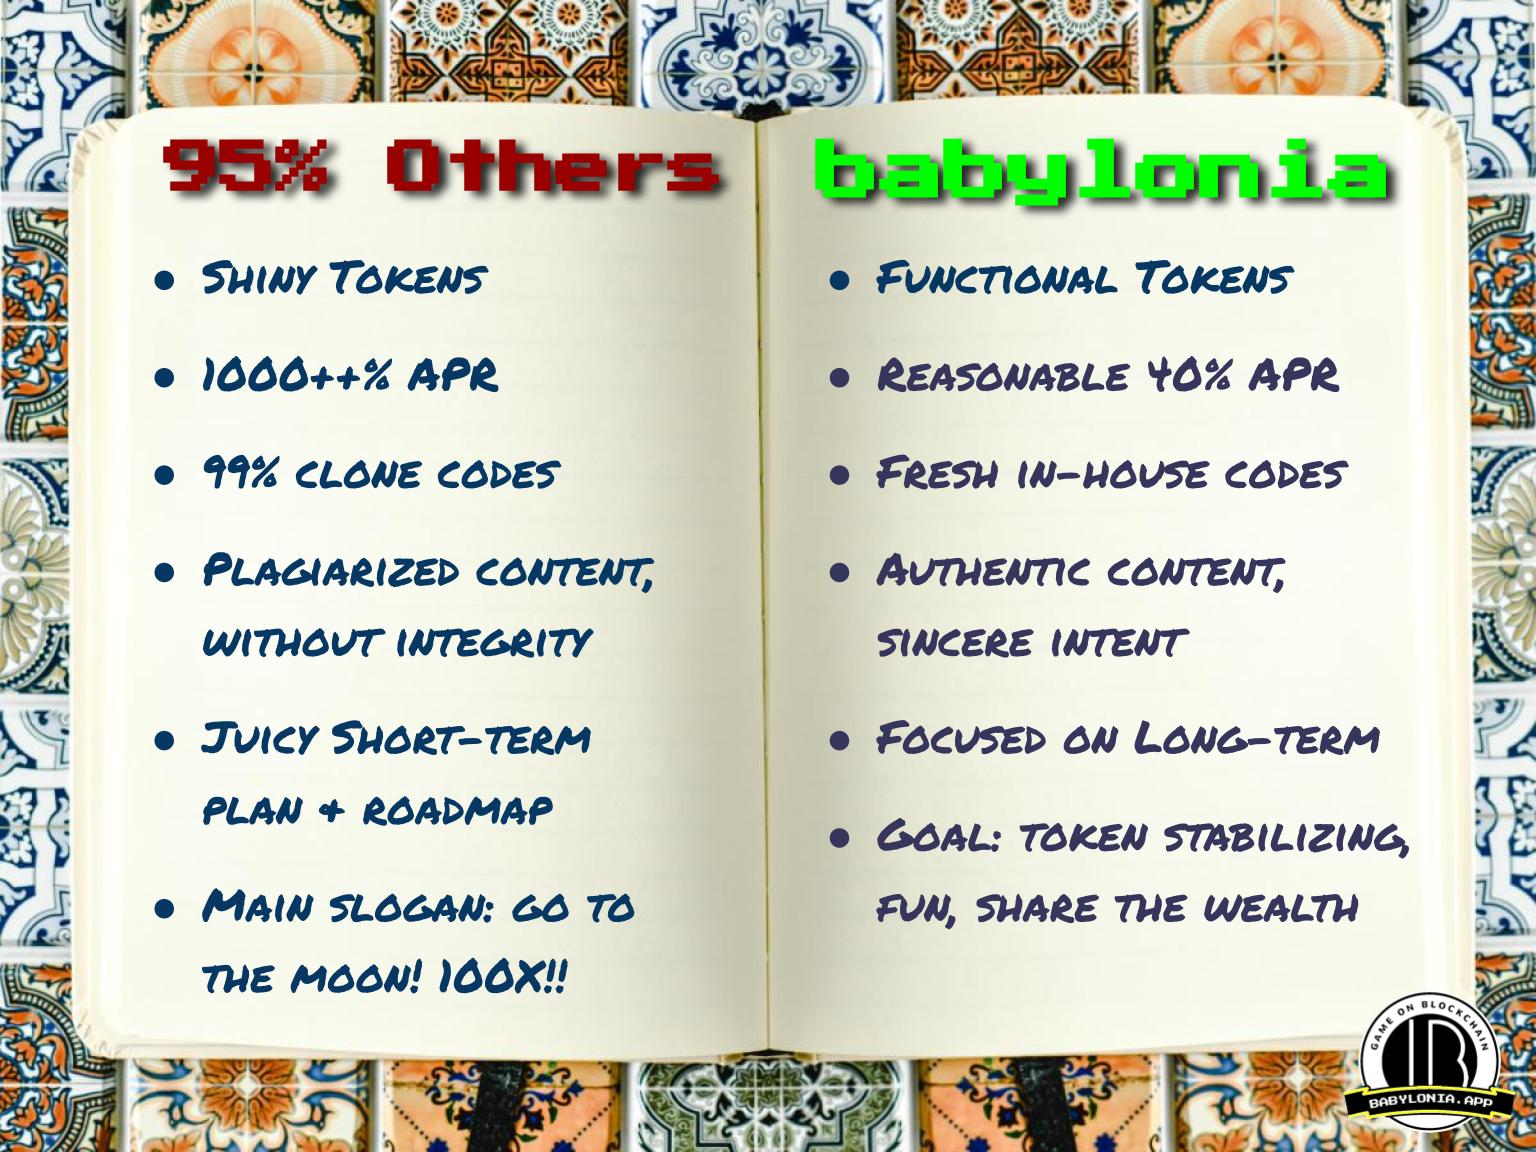 95% Others
• Shiny Tokens
• 1000++% APR
• 99% clone codes
• Plagiarized content,
without integrity
• Juicy Short-term
plan & roadmap
• Main slogan: go to
the moon! 100X!!
babylonia
• Functional Tokens
• Reasonable 40% APR
• Fresh in-house codes
• Authentic content,
sincere intent
• Focused on Long-term
• Goal: token stabilizing,
fun, share the wealth
GAME ON BLOCKCHAIN
B
BABYLONIA.APP